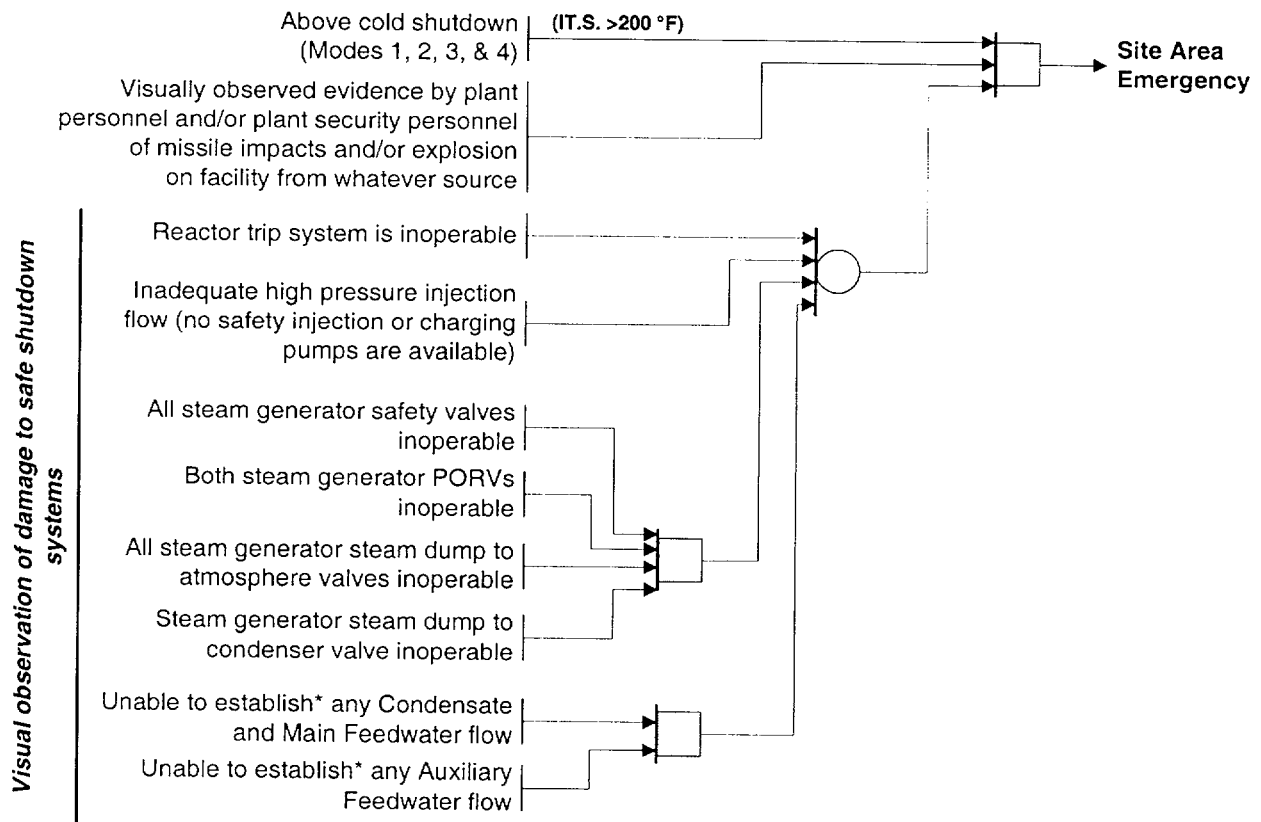 Above cold shutdown
(Modes 1, 2, 3, & 4)
(IT.S. >200 °F)
Site Area
Emergency
Visually observed evidence by plant
personnel and/or plant security personnel
of missile impacts and/or explosion
on facility from whatever source
Visual observation of damage to safe shutdown
systems
Reactor trip system is inoperable
Inadequate high pressure injection
flow (no safety injection or charging
pumps are available)
All steam generator safety valves
inoperable
Both steam generator PORVs
inoperable
All steam generator steam dump to
atmosphere valves inoperable
Steam generator steam dump to
condenser valve inoperable
Unable to establish* any Condensate
and Main Feedwater flow
Unable to establish* any Auxiliary
Feedwater flow